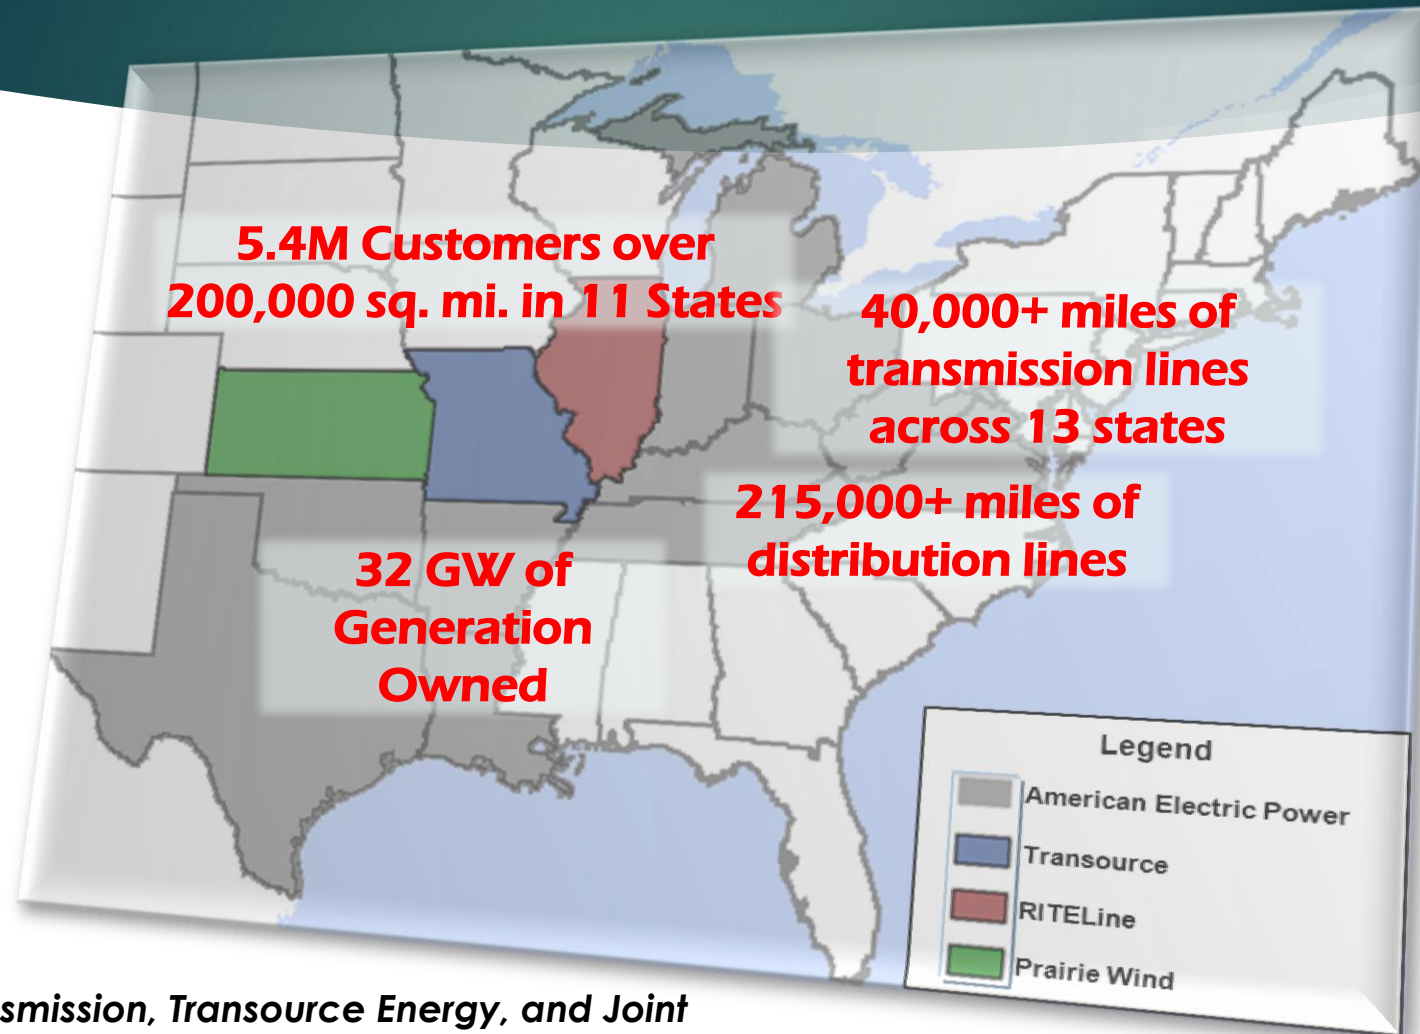 5.4M Customers over
200,000 sq. mi. in 11 States
40,000+ miles of
transmission lines
across 13 states
215,000+ miles of
distribution lines
32 GW of
Generation
Owned
Legend
American Electric Power
Transource
RITELine
Prairie Wind
smission, Transource Energy, and Joint